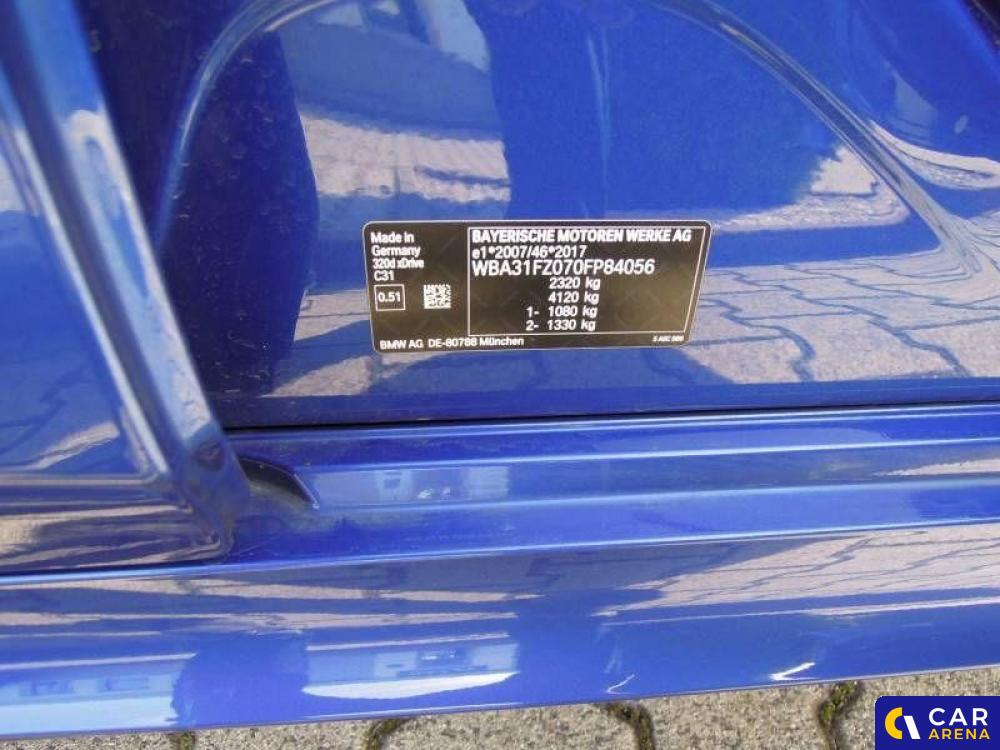 Made in
Germany
320d xDrive
C31
0.51
BAYERISCHE MOTOREN WERKE AG
e1*2007/46*2017
WBA31FZ070FP84056
2320 kg
4120 kg
1- 1080 kg
2- 1330 kg
BMW AG DE-80788 München
CAR
ARENA